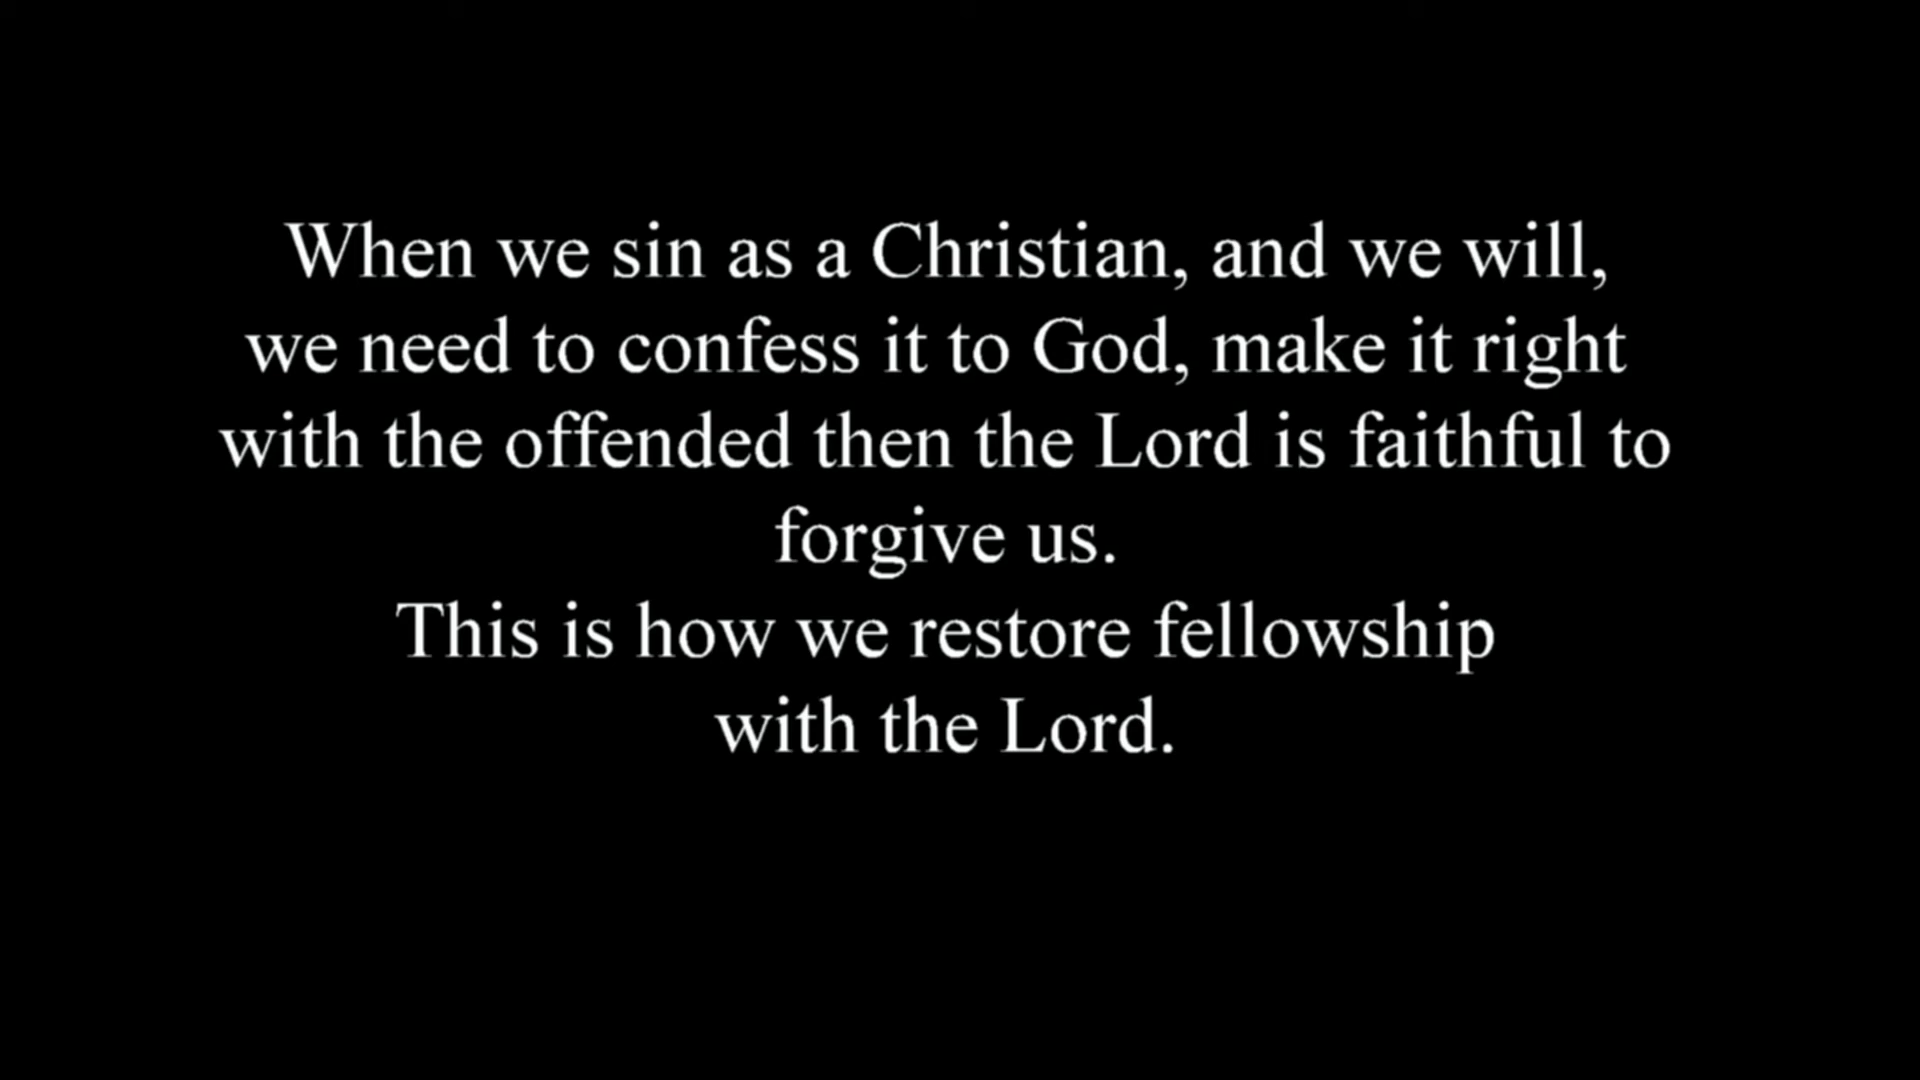 When we sin as a Christian, and we will,
we need to confess it to God, make it right
with the offended then the Lord is faithful to
forgive us.
This is how we restore fellowship
with the Lord.